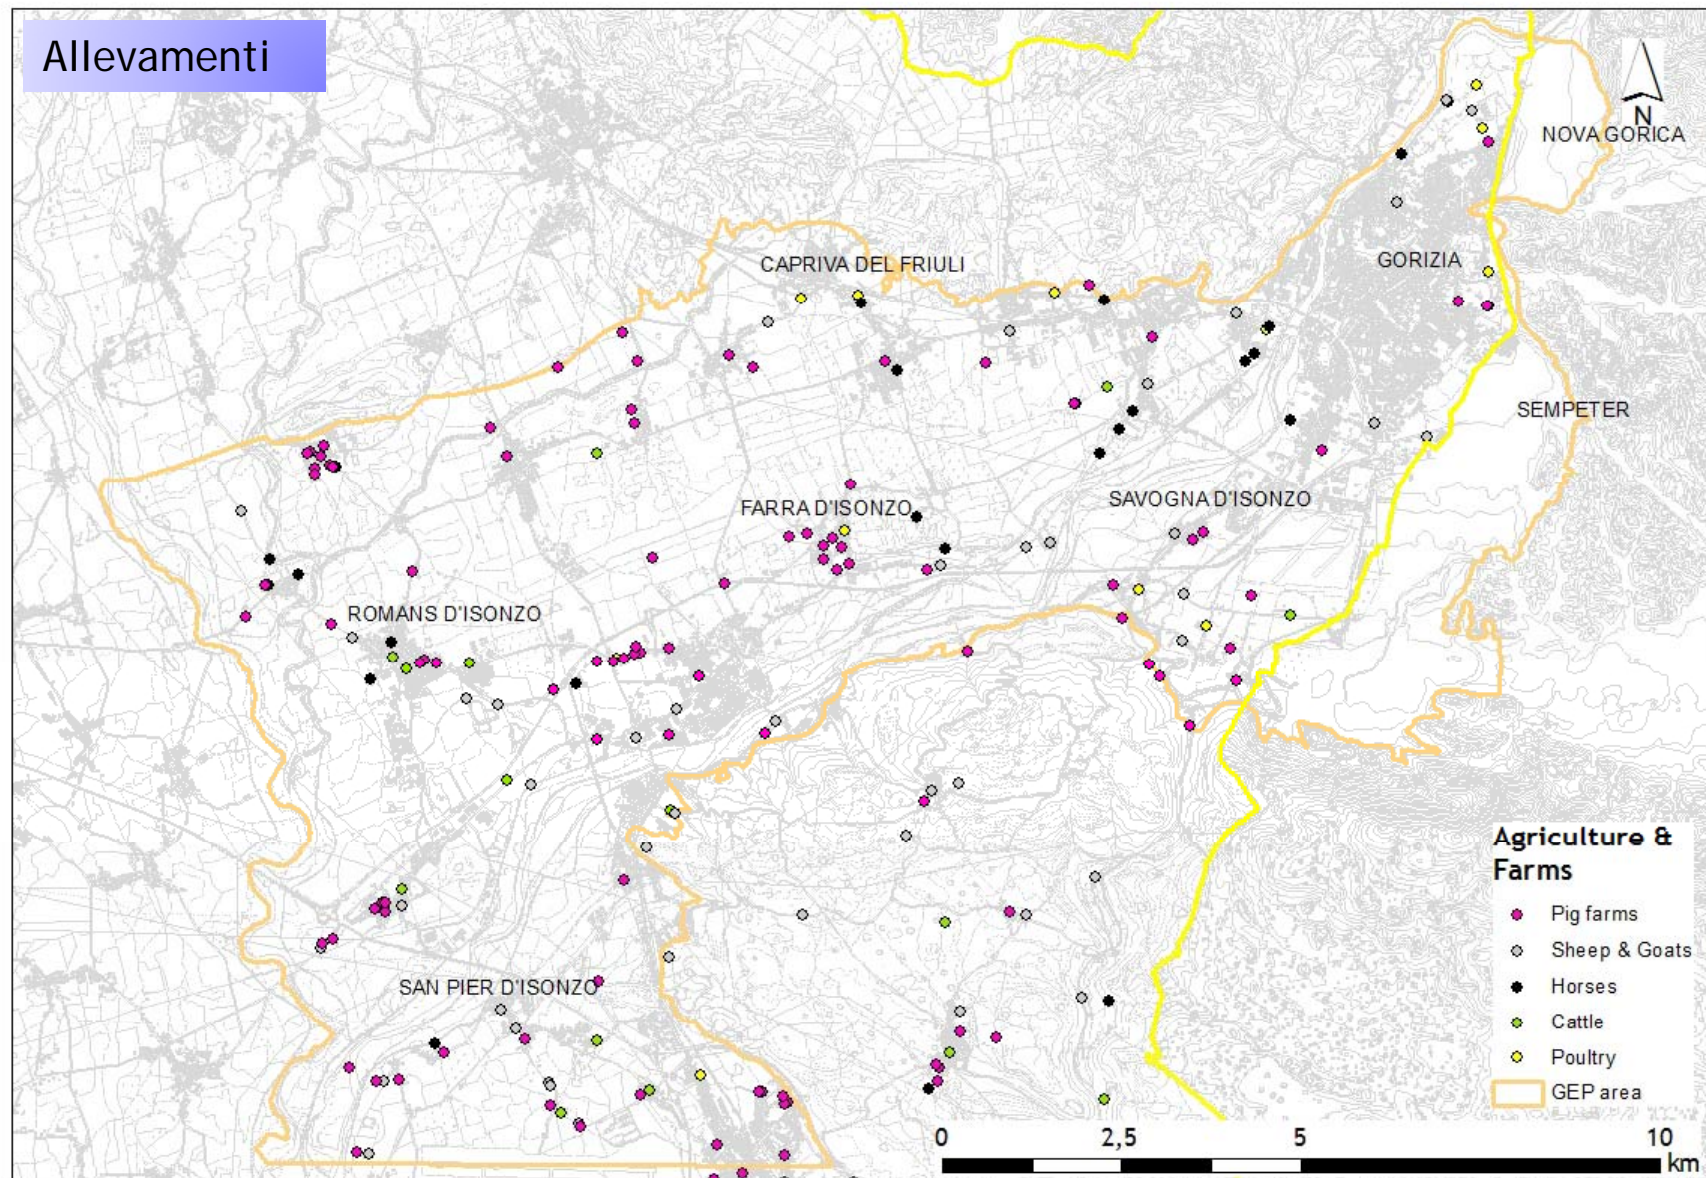 Allevamenti
N
NOVA GORICA
CAPRIVA DEL FRIULI
GORIZIA
SEMPETER
FARRA D'ISONZO
SAVOGNA D'ISONZO
ROMANS D'ISONZO
SAN PIER D'ISONZO
Agriculture &
Farms
Pig farms
Sheep & Goats
Horses
Cattle
Poultry
GEP area
0 2,5 5 10
km